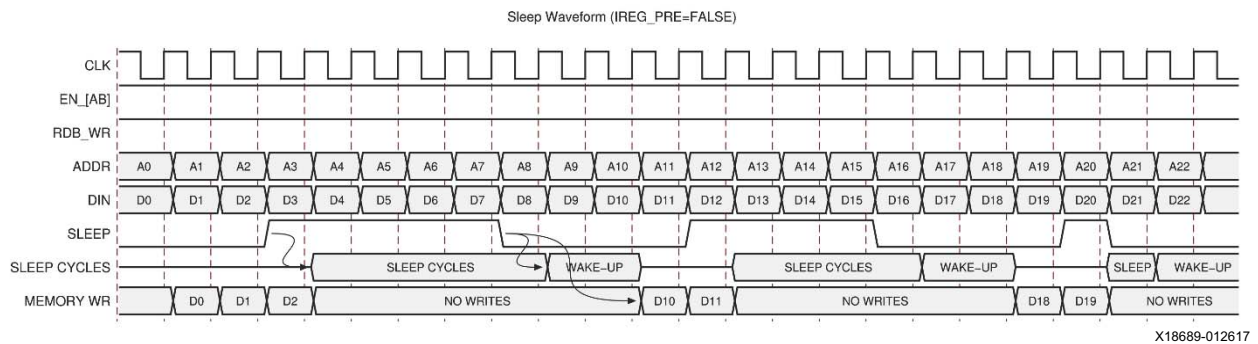 Sleep Waveform (IREG_PRE=FALSE)
CLK
EN_[AB]
RDB_WR
ADDR A0 A1 A2 A3 A4 A5 A6 A7 A8 A9 A10 A11 A12 A13 A14 A15 A16 A17 A18 A19 A20 A21 A22
DIN D0 D1 D2 D3 D4 D5 D6 D7 D8 D9 D10 D11 D12 D13 D14 D15 D16 D17 D18 D19 D20 D21 D22
SLEEP
SLEEP CYCLES SLEEP CYCLES WAKE-UP SLEEP CYCLES WAKE-UP SLEEP WAKE-UP
MEMORY WR D0 D1 D2 NO WRITES D10 D11 NO WRITES D18 D19 NO WRITES
X18689-012617